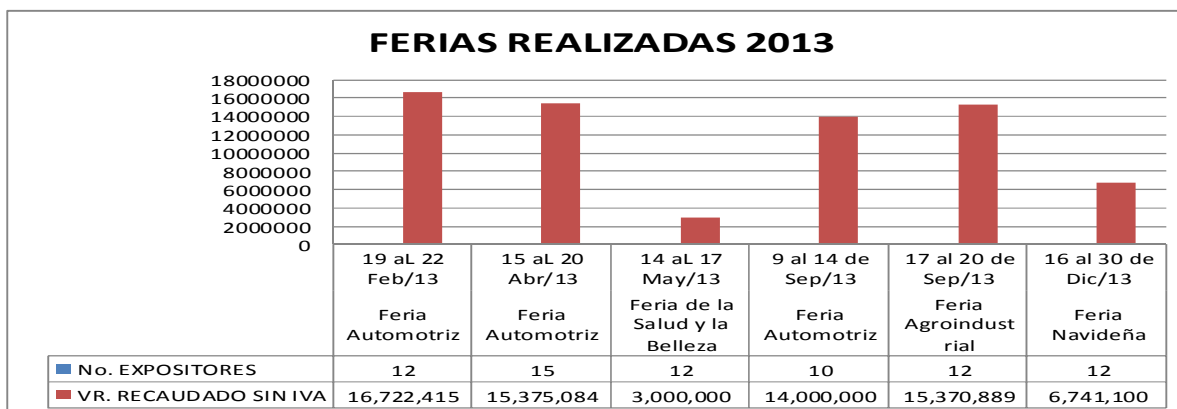 FERIAS REALIZADAS 2013
18000000
16000000
14000000
12000000
10000000
8000000
6000000
4000000
2000000
0
19 aL 22 Feb/13
15 aL 20 Abr/13
14 aL 17 May/13
9 al 14 de Sep/13
17 al 20 de Sep/13
16 al 30 de Dic/13
Feria Automotriz
Feria Automotriz
Feria de la Salud y la Belleza
Feria Automotriz
Feria Agroindust rial
Feria Navideña
No. EXPOSITORES 12 15 12 10 12 12
VR. RECAUDADO SIN IVA 16,722,415 15,375,084 3,000,000 14,000,000 15,370,889 6,741,100